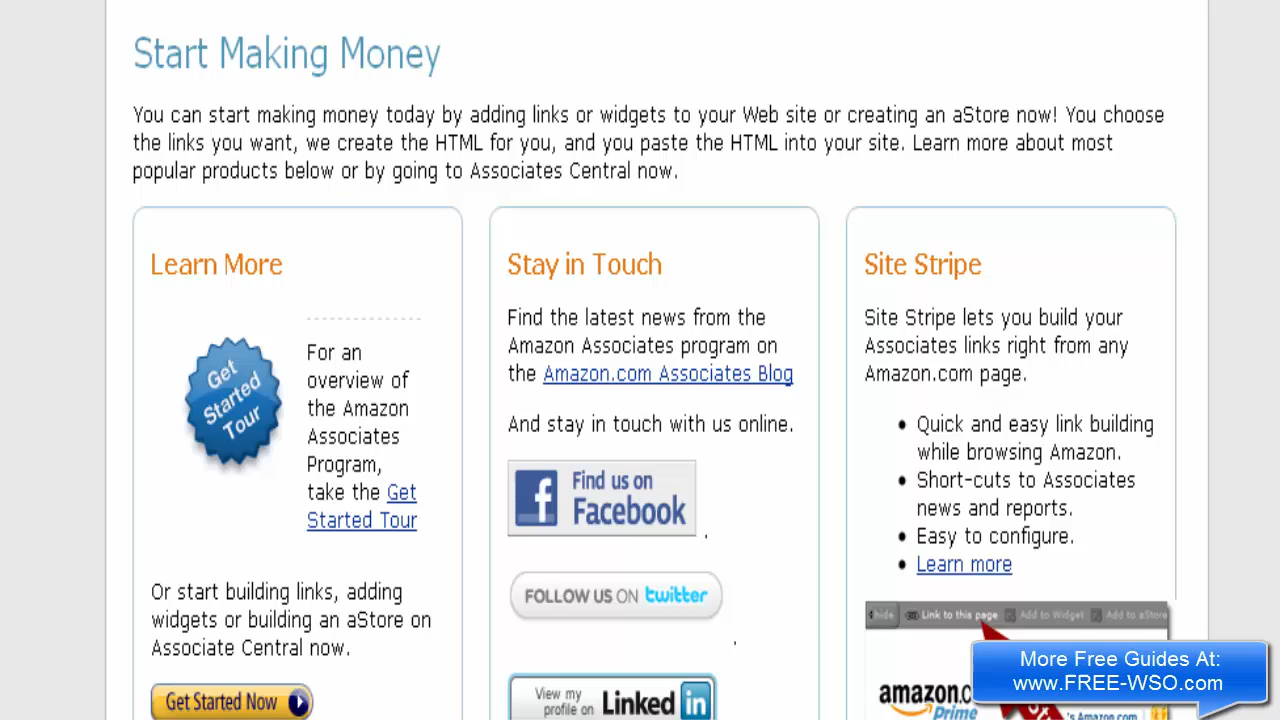 Start Making Money
You can start making money today by adding links or widgets to your Web site or creating an aStore now! You choose
the links you want, we create the HTML for you, and you paste the HTML into your site. Learn more about most
popular products below or by going to Associates Central now.
Learn More
Get
Started
Tour
For an
overview of
the Amazon
Associates
Program,
take the Get
Started Tour
Or start building links, adding
widgets or building an aStore on
Associate Central now.
Get Started Now
Stay in Touch
Find the latest news from the
Amazon Associates program on
the Amazon.com Associates Blog
And stay in touch with us online.
Find us on
Facebook
.
FOLLOW US ON twitter
.
View my
profile on Linked in
Site Stripe
Site Stripe lets you build your
Associates links right from any
Amazon.com page.
• Quick and easy link building
while browsing Amazon.
• Short-cuts to Associates
news and reports.
• Easy to configure.
• Learn more
hide Link to this page Add to Widget Add to aStore
amazon.c
Prime
More Free Guides At:
www.FREE-WSO.com